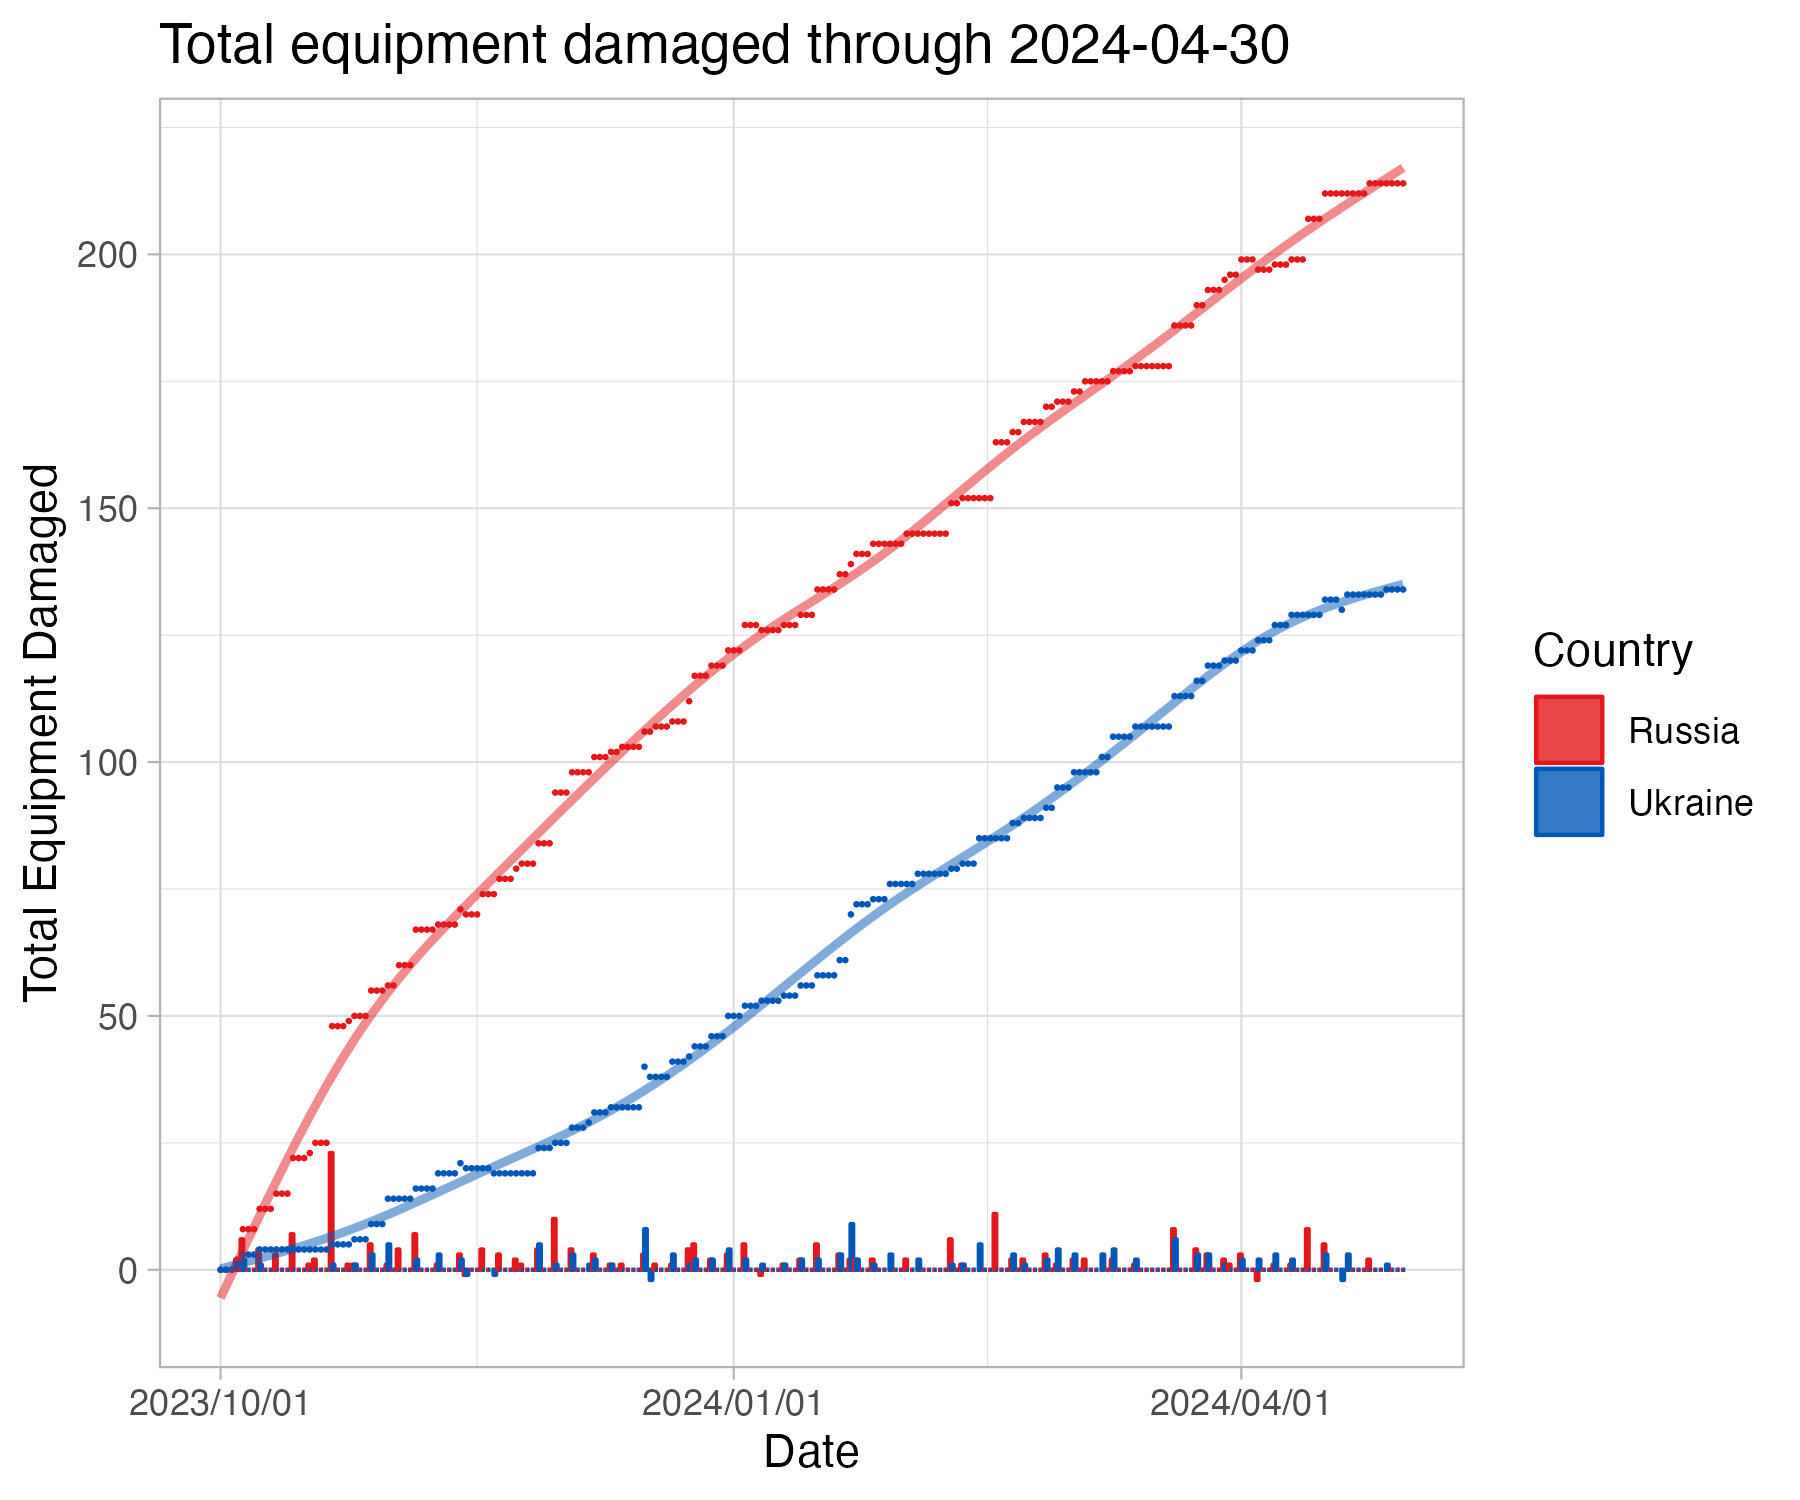 Total equipment damaged through 2024-04-30
Total Equipment Damaged
200
150
100
50
0
2023/10/01
2024/01/01
2024/04/01
Date
Country
Russia
Ukraine